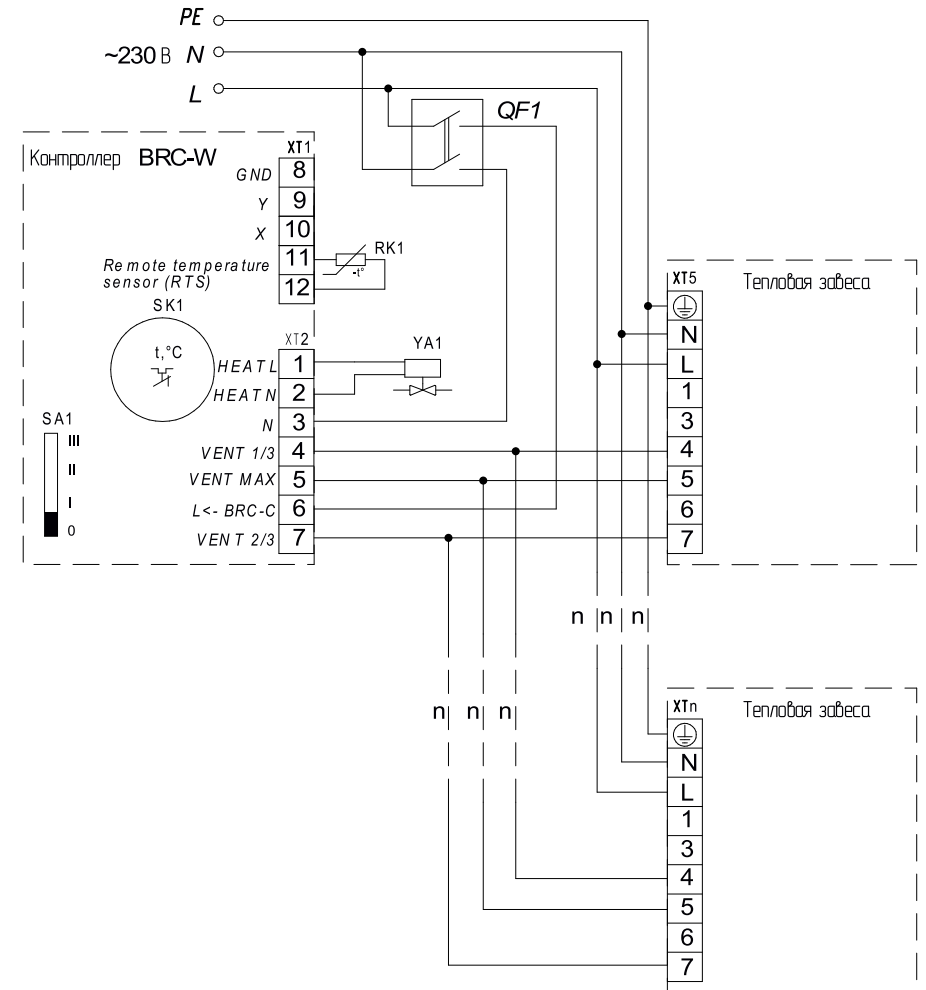 PE
~230 В N
L
QF1
Контроллер BRC-W
XT1
GND 8
Y 9
X 10
11
Remote temperature
sensor (RTS)
12
RK1
-t°
SK1
t,°C
XT2
HEAT L 1
HEAT N 2
N 3
VENT 1/3 4
VENT MAX 5
L<- BRC-C 6
VENT 2/3 7
YA1
SA1
III
II
I
0
XT5
Тепловая завеса
N
L
1
3
4
5
6
7
n n n
n n n
XTn
Тепловая завеса
N
L
1
3
4
5
6
7